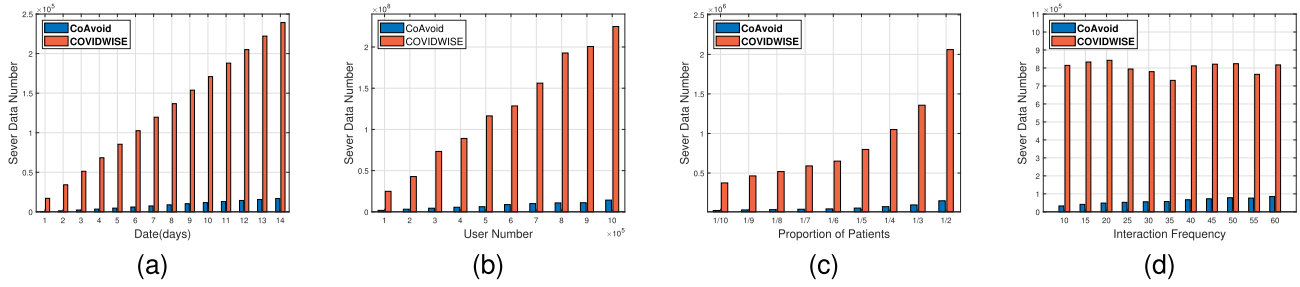 ×10^5
CoAvoid
COVIDWISE
Sever Data Number
2.5
2
1.5
1
0.5
0
1 2 3 4 5 6 7 8 9 10 11 12 13 14
Date(days)
(a)
×10^8
CoAvoid
COVIDWISE
Sever Data Number
2
1.5
1
0.5
0
1 2 3 4 5 6 7 8 9 10
User Number
×10^5
(b)
2.5 ×10^6
CoAvoid
COVIDWISE
Sever Data Number
2
1.5
1
0.5
1/10 1/9 1/8 1/7 1/6 1/5 1/4 1/3 1/2
Proportion of Patients
(c)
11 ×10^5
CoAvoid
COVIDWISE
Sever Data Number
10
9
8
7
6
5
4
3
2
1
0
10 15 20 25 30 35 40 45 50 55 60
Interaction Frequency
(d)